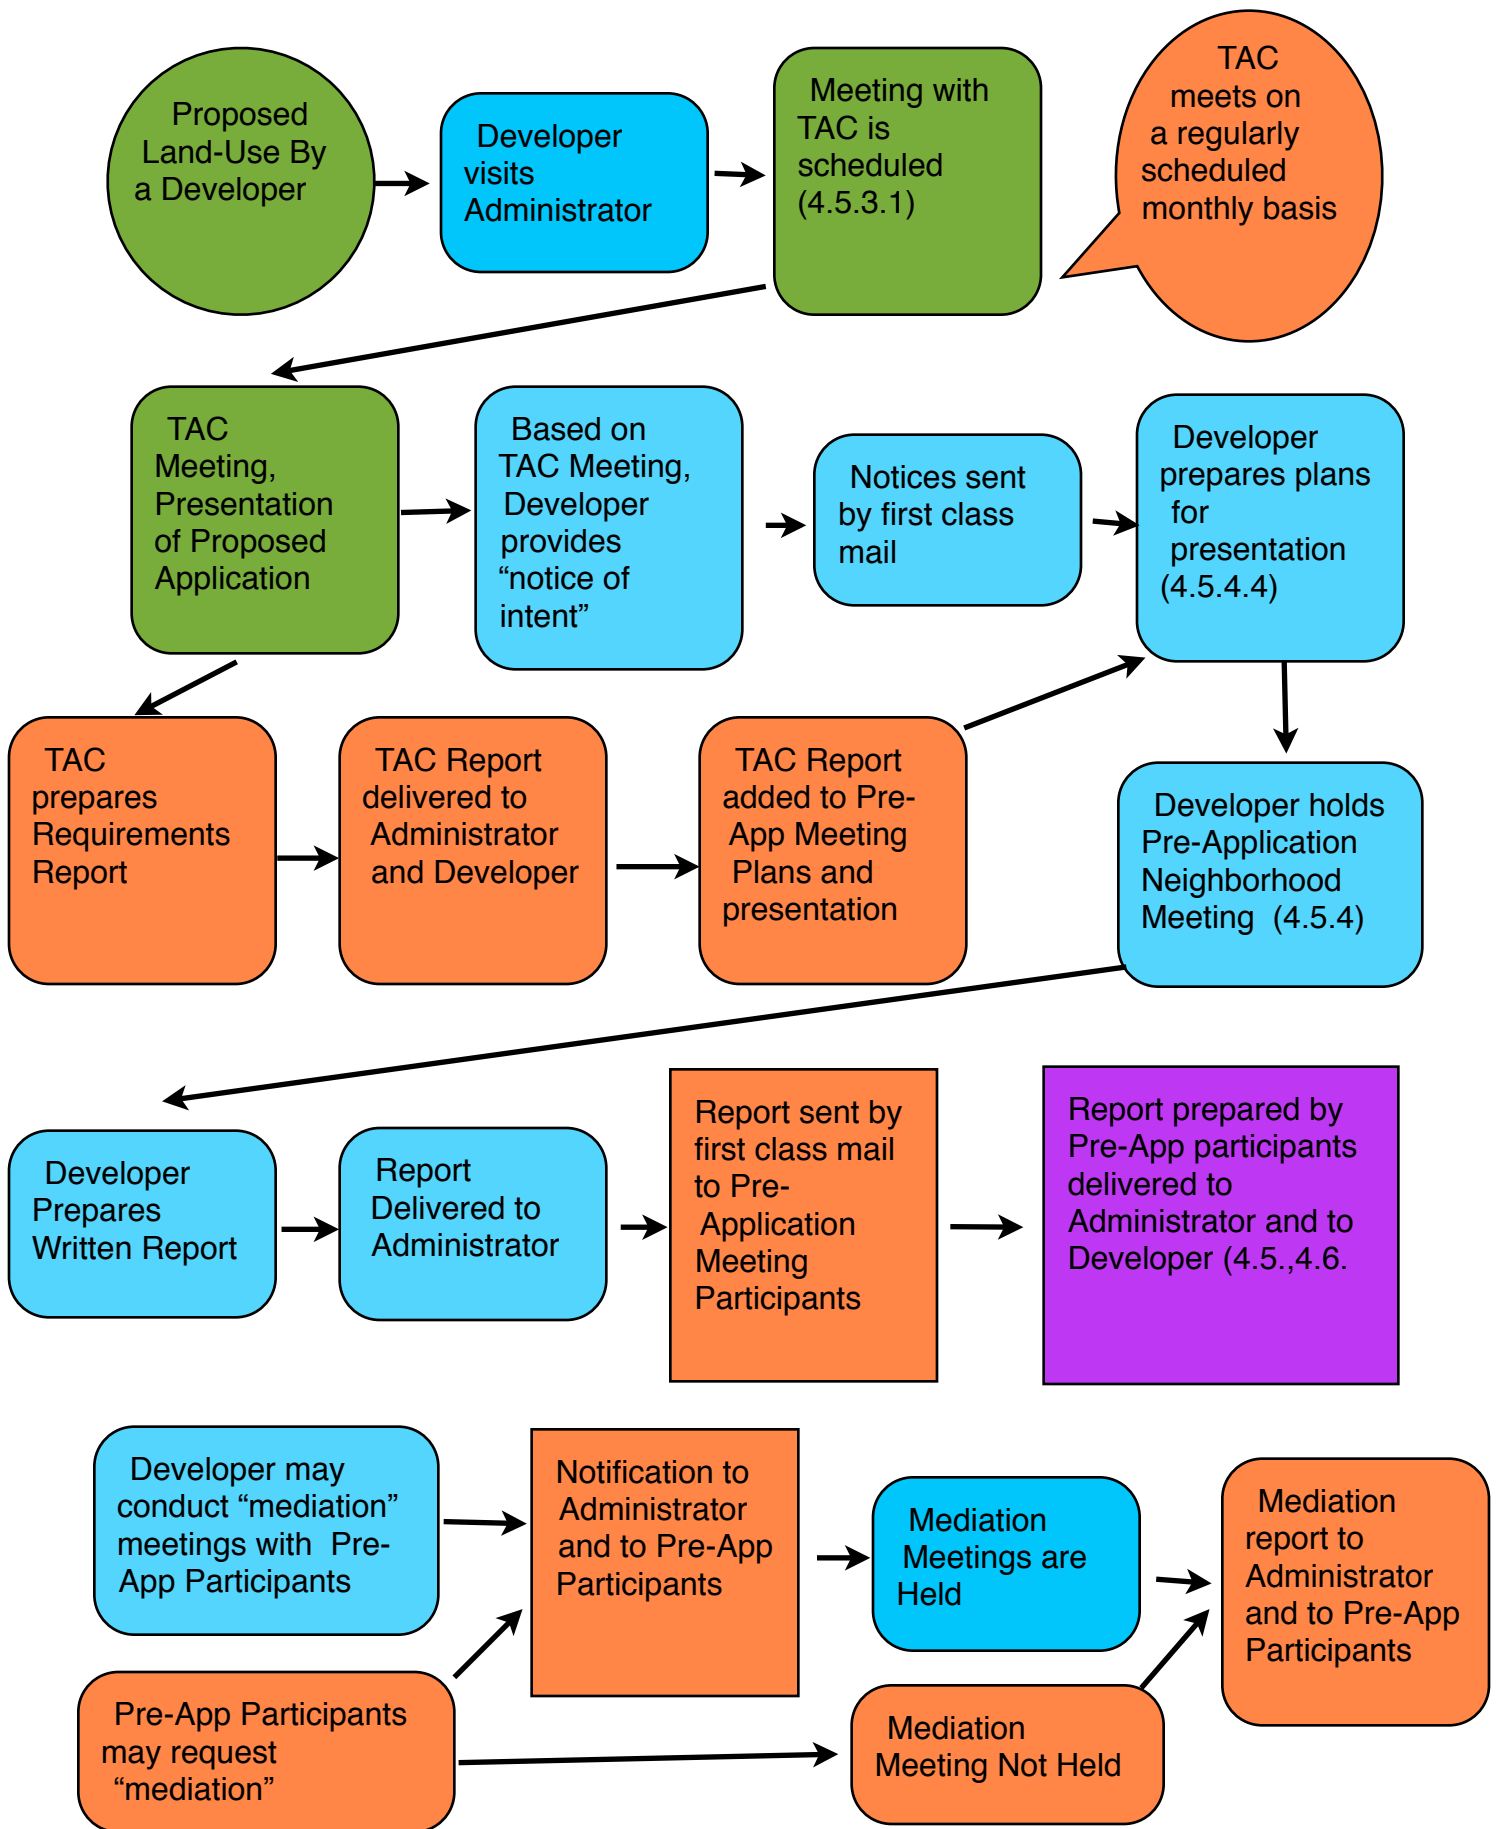 Proposed
Land-Use By
a Developer
Developer
visits
Administrator
Meeting with
TAC is
scheduled
(4.5.3.1)
TAC
meets on
a regularly
scheduled
monthly basis
TAC
Meeting,
Presentation
of Proposed
Application
Based on
TAC Meeting,
Developer
provides
“notice of
intent”
Notices sent
by first class
mail
Developer
prepares plans
for
presentation
(4.5.4.4)
TAC
prepares
Requirements
Report
TAC Report
delivered to
Administrator
and Developer
TAC Report
added to Pre-
App Meeting
Plans and
presentation
Developer holds
Pre-Application
Neighborhood
Meeting (4.5.4)
Developer
Prepares
Written Report
Report
Delivered to
Administrator
Report sent by
first class mail
to Pre-
Application
Meeting
Participants
Report prepared by
Pre-App participants
delivered to
Administrator and to
Developer (4.5.,4.6.
Developer may
conduct “mediation”
meetings with Pre-
App Participants
Notification to
Administrator
and to Pre-App
Participants
Mediation
Meetings are
Held
Mediation
report to
Administrator
and to Pre-App
Participants
Pre-App Participants
may request
“mediation”
Mediation
Meeting Not Held